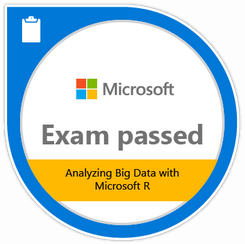 Microsoft
Exam passed
Analyzing Big Data with
Microsoft R